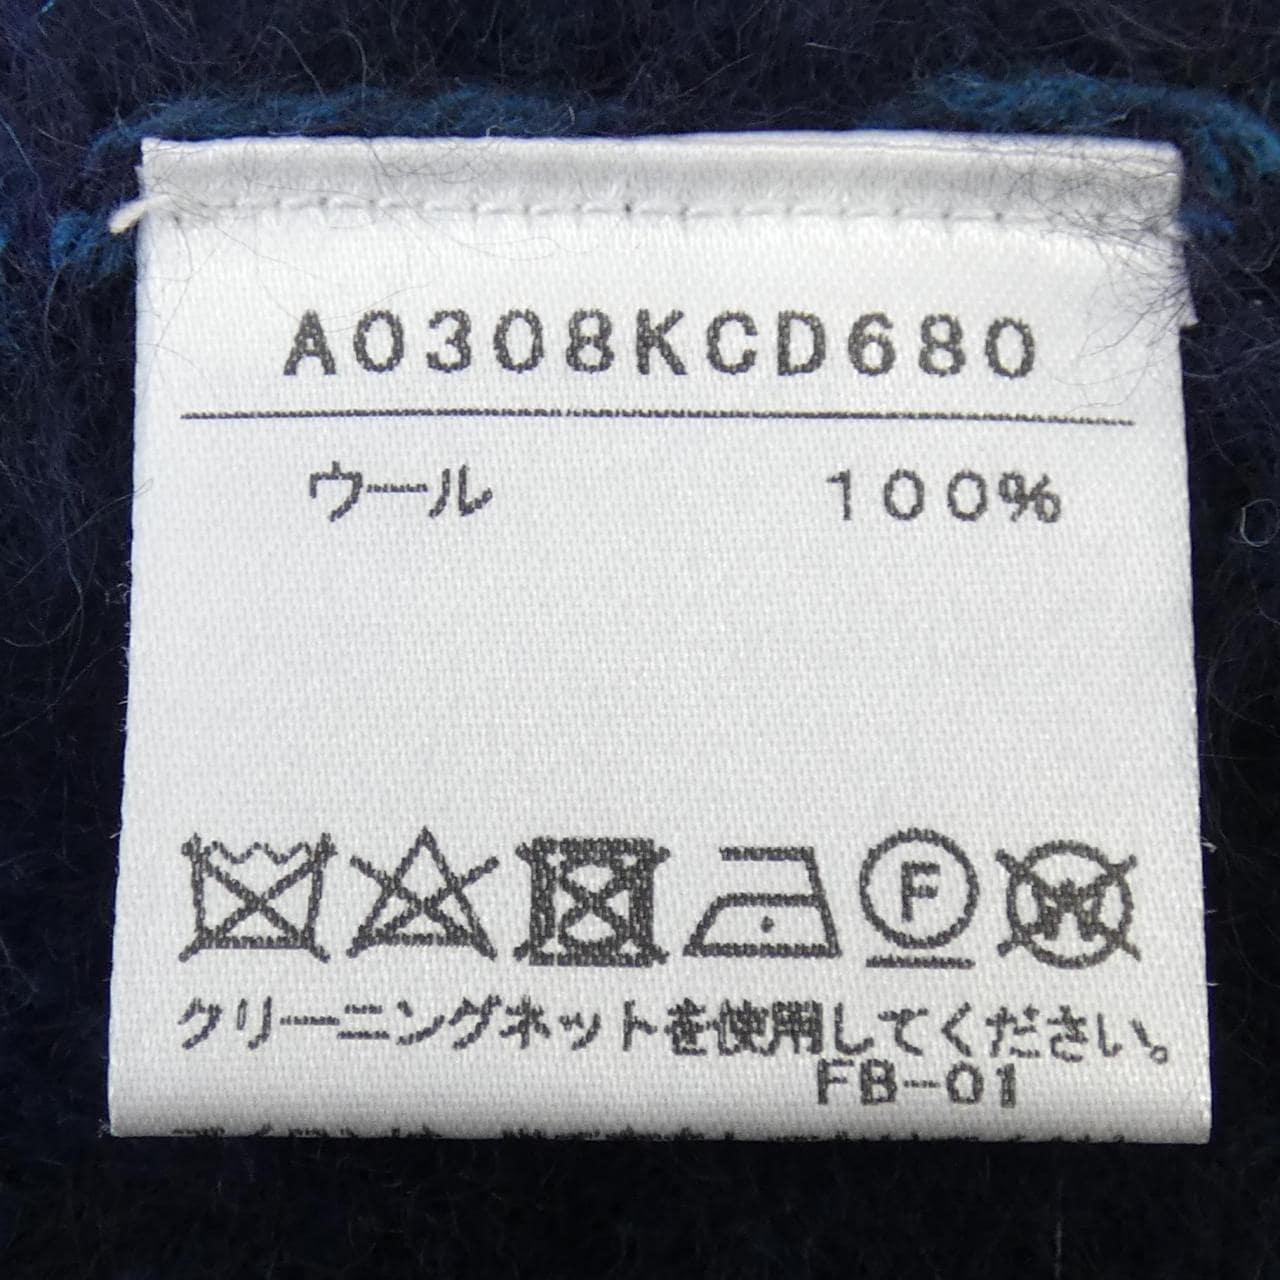 A0308KCD680
ウール 100%
F
W
クリーニングネットを使用してください。
FB-01